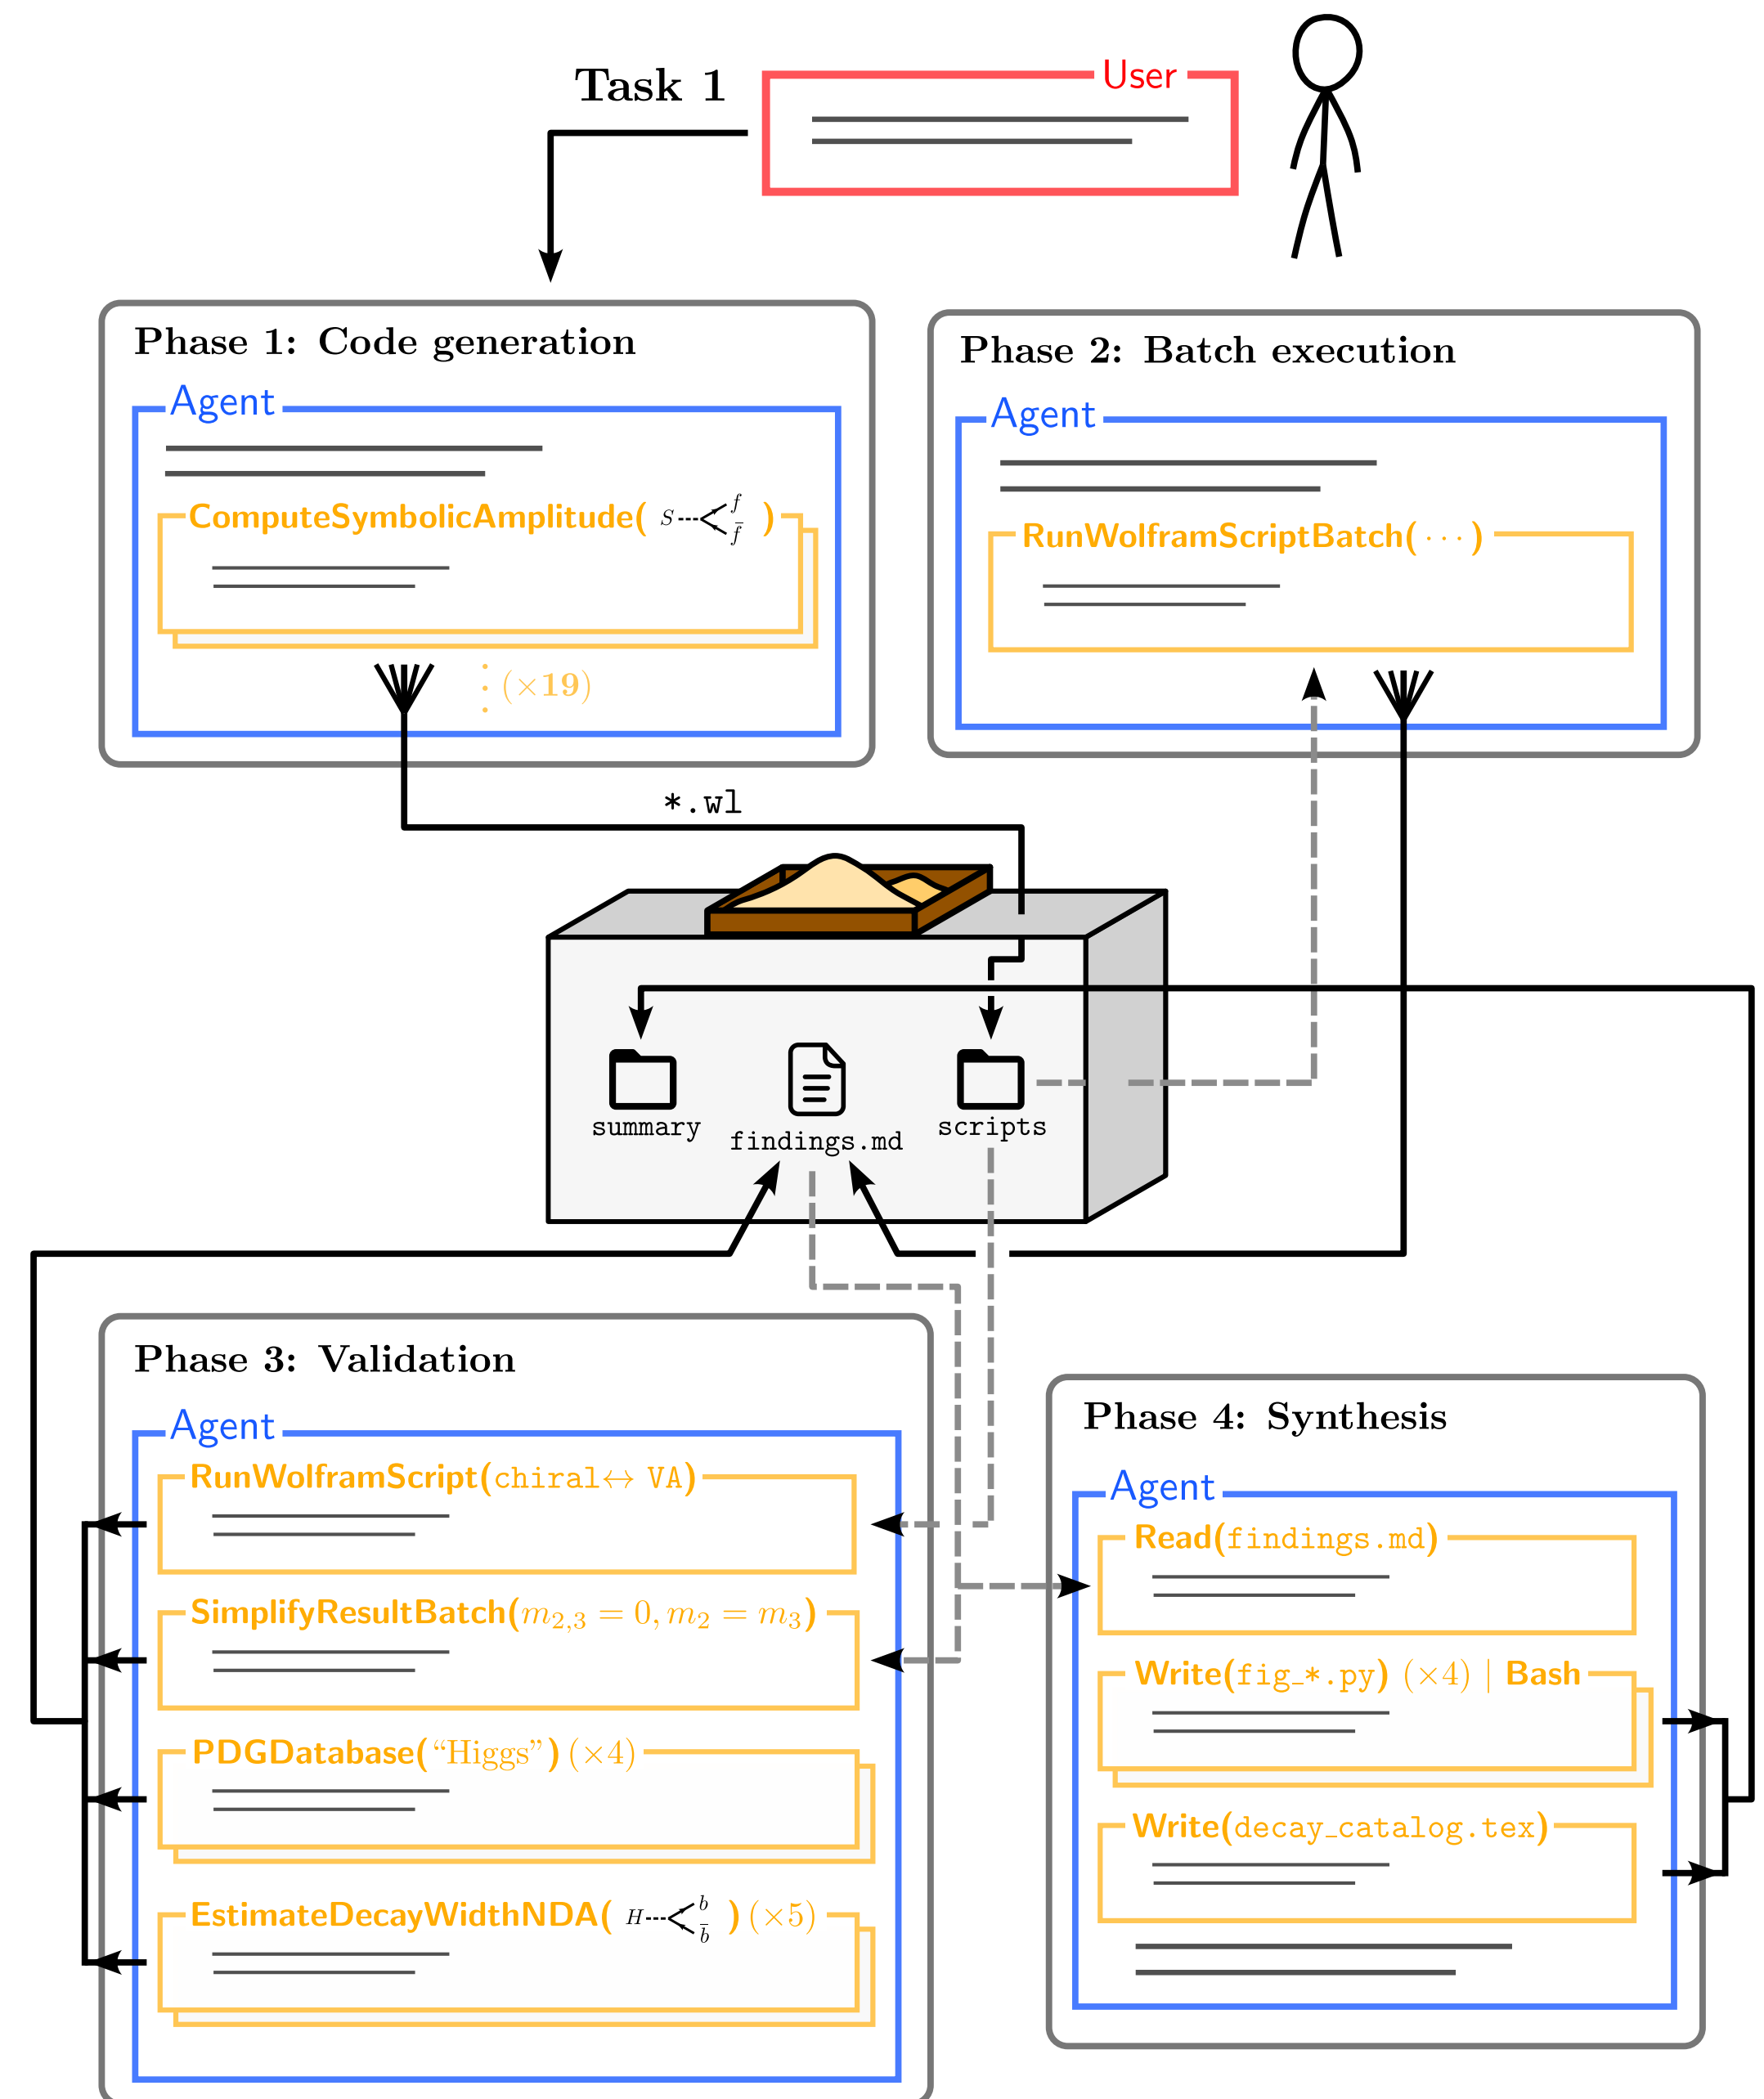 Task 1
User
Phase 1: Code generation
Agent
ComputeSymbolicAmplitude( S f f̄ )
(×19)
Phase 2: Batch execution
Agent
RunWolframScriptBatch(···)
*.wl
summary
findings.md
scripts
Phase 3: Validation
Agent
RunWolframScript(chiral↔ VA)
SimplifyResultBatch(m₂,₃ = 0, m₂ = m₃)
PDGDatabase(“Higgs”) (×4)
EstimateDecayWidthNDA( H b b̄ ) (×5)
Phase 4: Synthesis
Agent
Read(findings.md)
Write(fig_*.py) (×4) | Bash
Write(decay_catalog.tex)